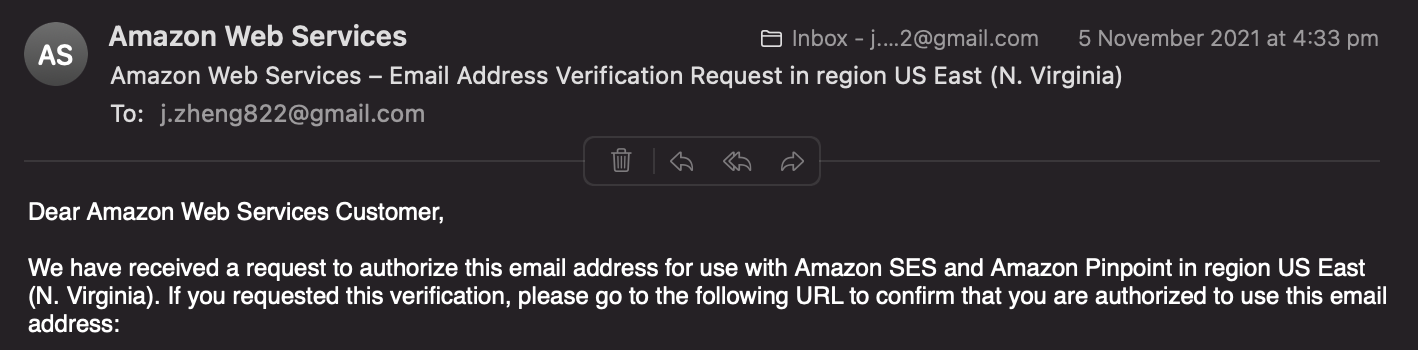 AS
Amazon Web Services
Inbox - j....2@gmail.com
5 November 2021 at 4:33 pm
Amazon Web Services – Email Address Verification Request in region US East (N. Virginia)
To: j.zheng822@gmail.com
Dear Amazon Web Services Customer,
We have received a request to authorize this email address for use with Amazon SES and Amazon Pinpoint in region US East
(N. Virginia). If you requested this verification, please go to the following URL to confirm that you are authorized to use this email
address: